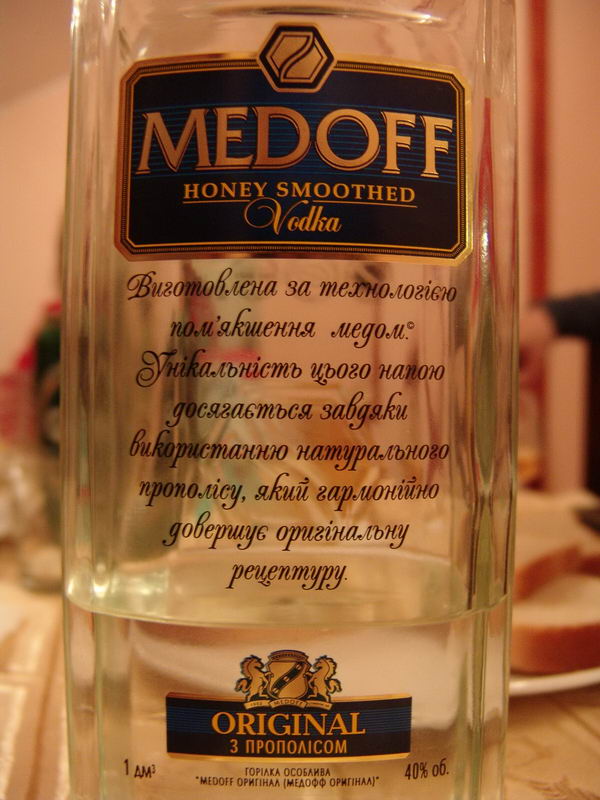 MEDOFF
HONEY SMOOTHED
Vodka
Виготовлена за технологією
пом'якшення медом.©
Унікальність цього напою
досягається завдяки
використанню натурального
прополісу, який гармонійно
довершує оригінальну
рецептуру.
MEDOFF
ORIGINAL
З ПРОПОЛІСОМ
1 дм³
ГОРІЛКА ОСОБЛИВА
"MEDOFF ОРИГІНАЛ (МЕДОФФ ОРИГІНАЛ)"
40% об.